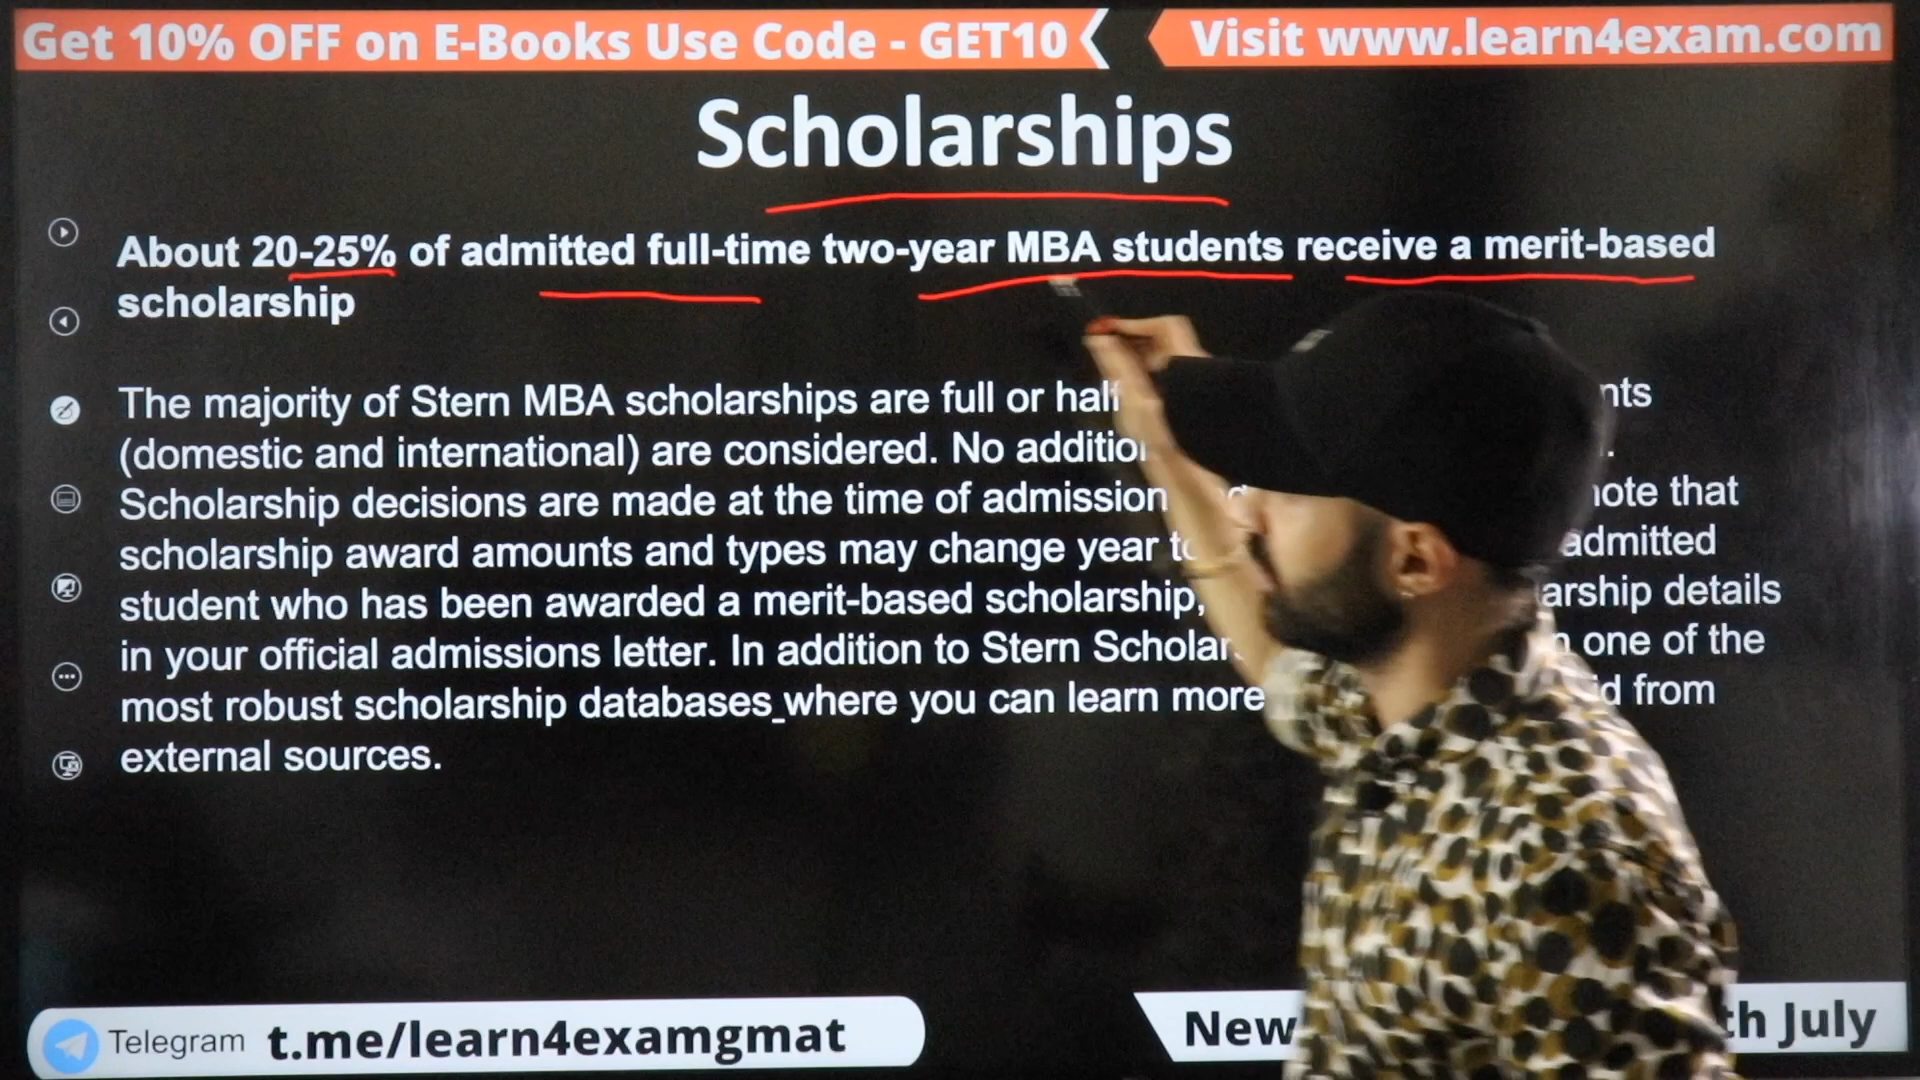 Get 10% OFF on E-Books Use Code - GET10
Visit www.learn4exam.com
Scholarships
About 20-25% of admitted full-time two-year MBA students receive a merit-based
scholarship
The majority of Stern MBA scholarships are full or half
(domestic and international) are considered. No
Scholarship decisions are made at the time of admission note that
scholarship award amounts and types may change year admitted
student who has been awarded a merit-based scholarship, details
in your official admissions letter. In addition to Stern one of the
most robust scholarship databases where you can learn more from
external sources.
Telegram t.me/learn4examgmat
New July